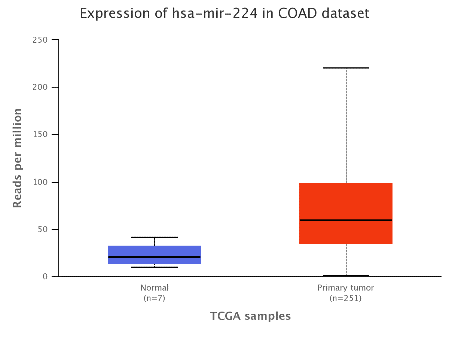 Expression of hsa-mir-224 in COAD dataset
Reads per million
250
200
150
100
50
0
Normal
(n=7)
Primary tumor
(n=251)
TCGA samples